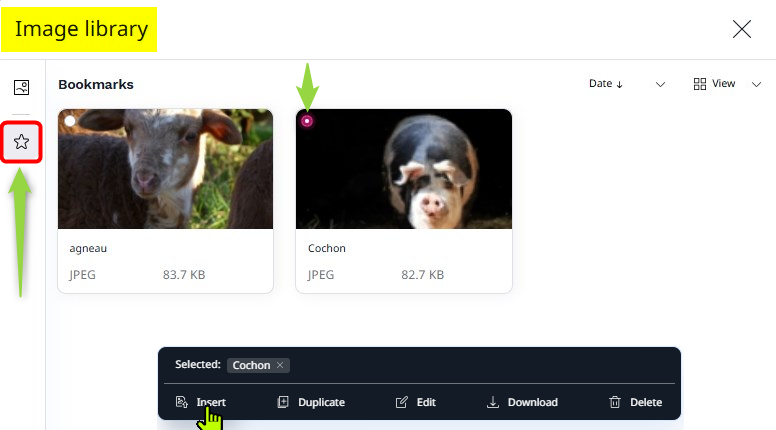 Image library
Bookmarks
Date ↓
View
agneau
JPEG 83.7 KB
Cochon
JPEG 82.7 KB
Selected: Cochon ×
Insert Duplicate Edit Download Delete